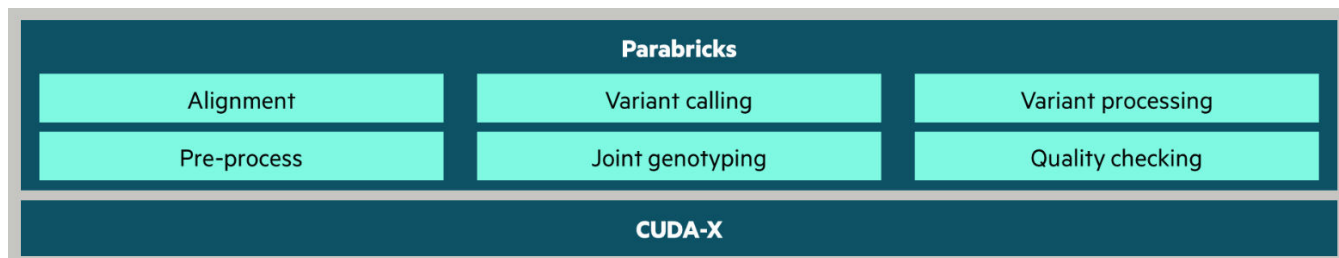 Parabricks
Alignment
Variant calling
Variant processing
Pre-process
Joint genotyping
Quality checking
CUDA-X